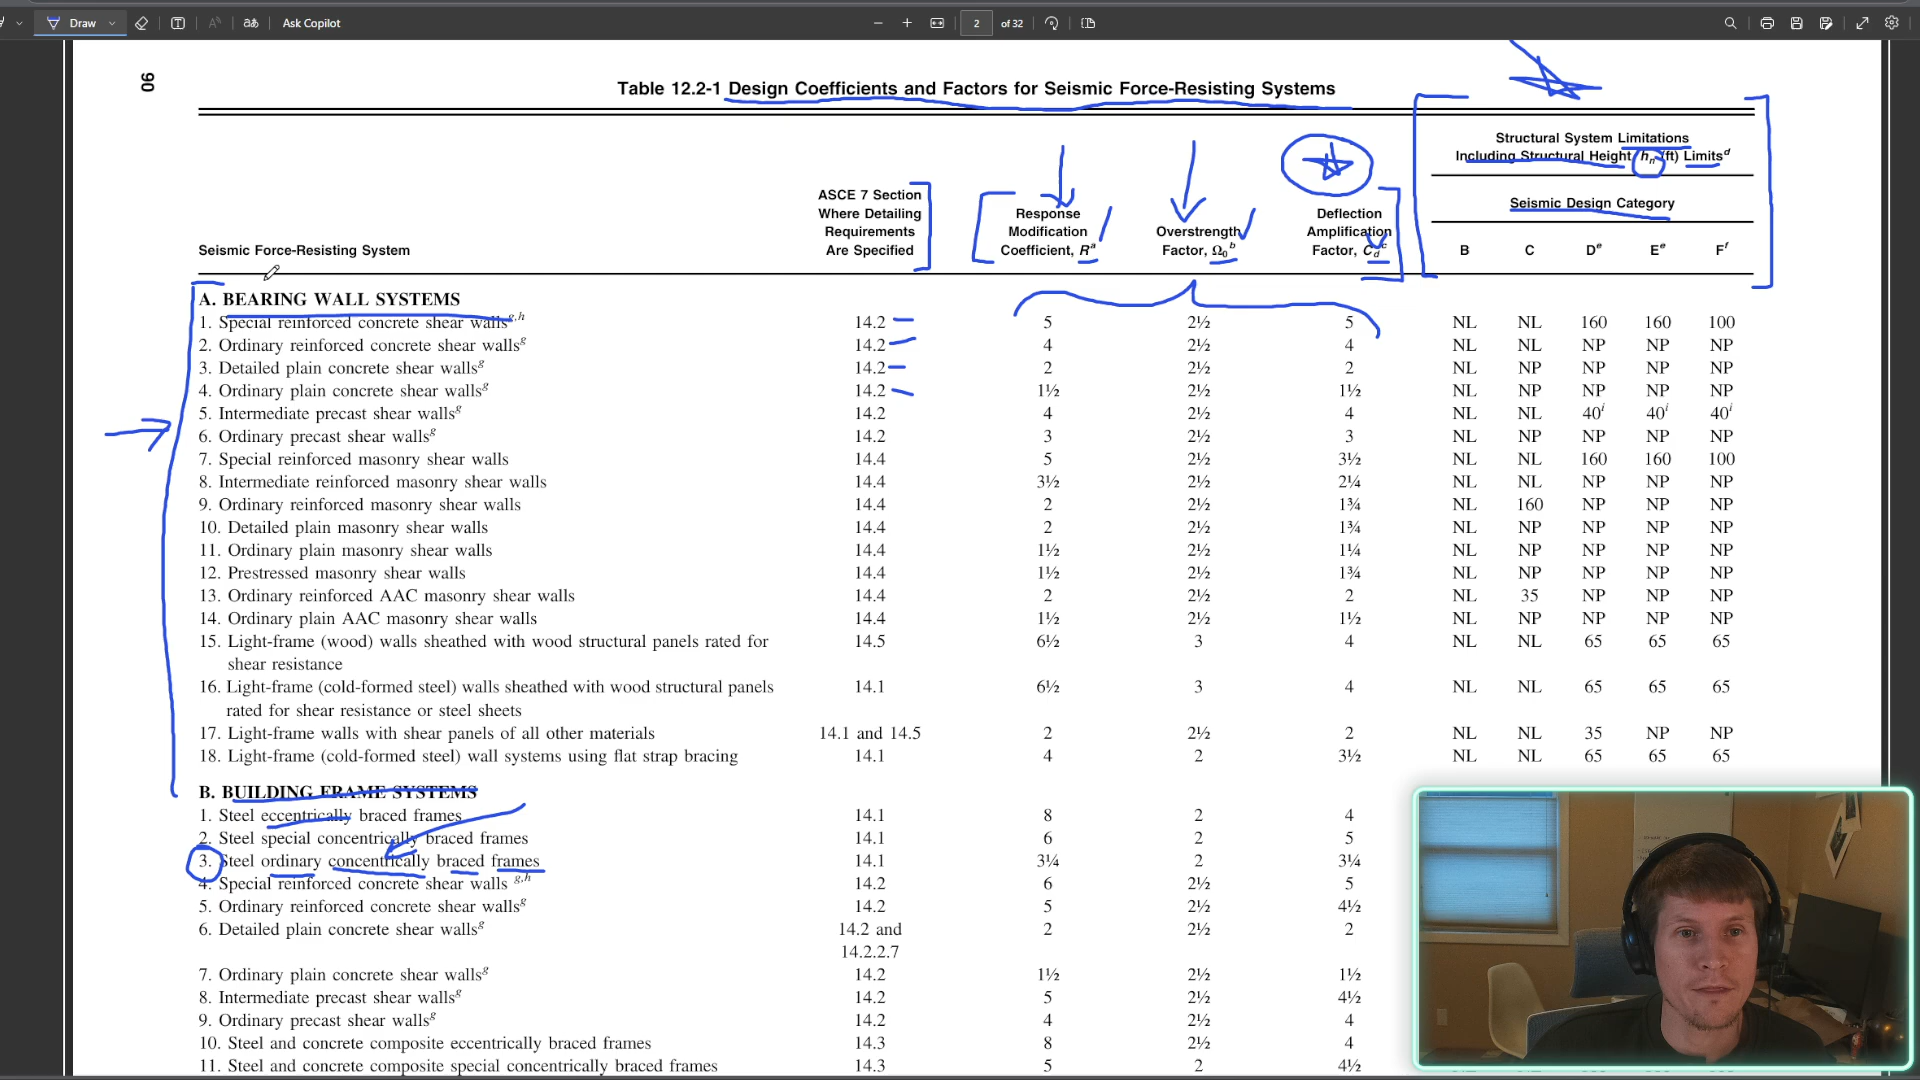 Draw
Ask Copilot
2 of 32
90
Table 12.2-1 Design Coefficients and Factors for Seismic Force-Resisting Systems
Structural System Limitations
Including Structural Height, hn (ft) Limitsᵈ
Seismic Design Category
Seismic Force-Resisting System
ASCE 7 Section
Where Detailing
Requirements
Are Specified
Response
Modification
Coefficient, Rᵃ
Overstrength
Factor, Ω₀ᵇ
Deflection
Amplification
Factor, C_dᶜ
B C Dᵉ Eᵉ Fᶠ
A. BEARING WALL SYSTEMS
1. Special reinforced concrete shear wallsᵍ,ʰ 14.2 5 2½ 5 NL NL 160 160 100
2. Ordinary reinforced concrete shear wallsᵍ 14.2 4 2½ 4 NL NL NP NP NP
3. Detailed plain concrete shear wallsᵍ 14.2 2 2½ 2 NL NP NP NP NP
4. Ordinary plain concrete shear wallsᵍ 14.2 1½ 2½ 1½ NL NP NP NP NP
5. Intermediate precast shear wallsᵍ 14.2 4 2½ 4 NL NL 40ⁱ 40ⁱ 40ⁱ
6. Ordinary precast shear wallsᵍ 14.2 3 2½ 3 NL NP NP NP NP
7. Special reinforced masonry shear walls 14.4 5 2½ 3½ NL NL 160 160 100
8. Intermediate reinforced masonry shear walls 14.4 3½ 2½ 2¼ NL NL NP NP NP
9. Ordinary reinforced masonry shear walls 14.4 2 2½ 1¾ NL 160 NP NP NP
10. Detailed plain masonry shear walls 14.4 2 2½ 1¾ NL NP NP NP NP
11. Ordinary plain masonry shear walls 14.4 1½ 2½ 1¼ NL NP NP NP NP
12. Prestressed masonry shear walls 14.4 1½ 2½ 1¾ NL NP NP NP NP
13. Ordinary reinforced AAC masonry shear walls 14.4 2 2½ 2 NL 35 NP NP NP
14. Ordinary plain AAC masonry shear walls 14.4 1½ 2½ 1½ NL NP NP NP NP
15. Light-frame (wood) walls sheathed with wood structural panels rated for 14.5 6½ 3 4 NL NL 65 65 65
shear resistance
16. Light-frame (cold-formed steel) walls sheathed with wood structural panels 14.1 6½ 3 4 NL NL 65 65 65
rated for shear resistance or steel sheets
17. Light-frame walls with shear panels of all other materials 14.1 and 14.5 2 2½ 2 NL NL 35 NP NP
18. Light-frame (cold-formed steel) wall systems using flat strap bracing 14.1 4 2 3½ NL NL 65 65 65
B. BUILDING FRAME SYSTEMS
1. Steel eccentrically braced frames 14.1 8 2 4
2. Steel special concentrically braced frames 14.1 6 2 5
3. Steel ordinary concentrically braced frames 14.1 3¼ 2 3¼
4. Special reinforced concrete shear walls ᵍ,ʰ 14.2 6 2½ 5
5. Ordinary reinforced concrete shear wallsᵍ 14.2 5 2½ 4½
6. Detailed plain concrete shear wallsᵍ 14.2 and 2 2½ 2
14.2.2.7
7. Ordinary plain concrete shear wallsᵍ 14.2 1½ 2½ 1½
8. Intermediate precast shear wallsᵍ 14.2 5 2½ 4½
9. Ordinary precast shear wallsᵍ 14.2 4 2½ 4
10. Steel and concrete composite eccentrically braced frames 14.3 8 2½ 4
11. Steel and concrete composite special concentrically braced frames 14.3 5 2 4½